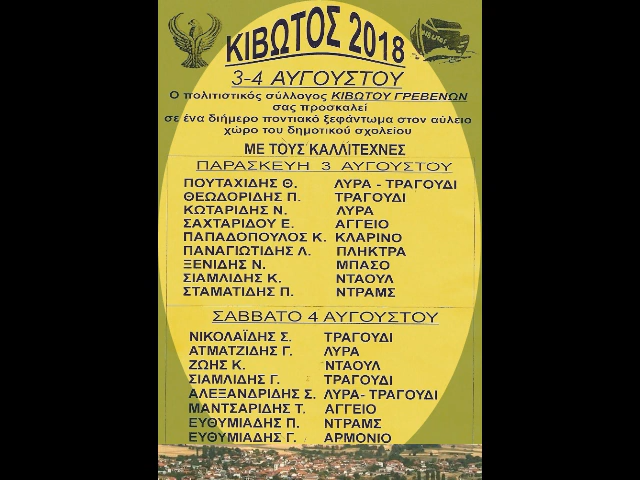 ΚΙΒΩΤΟΣ 2018
3-4 ΑΥΓΟΥΣΤΟΥ
Ο πολιτιστικός σύλλογος ΚΙΒΩΤΟΥ ΓΡΕΒΕΝΩΝ
σας προσκαλεί
σε ένα διήμερο ποντιακό ξεφάντωμα στον αύλειο
χώρο του δημοτικού σχολείου
ΜΕ ΤΟΥΣ ΚΑΛΛΙΤΕΧΝΕΣ
ΠΑΡΑΣΚΕΥΗ 3 ΑΥΓΟΥΣΤΟΥ
ΠΟΥΤΑΧΙΔΗΣ Θ. ΛΥΡΑ - ΤΡΑΓΟΥΔΙ
ΘΕΩΔΟΡΙΔΗΣ Π. ΤΡΑΓΟΥΔΙ
ΚΩΤΑΡΙΔΗΣ Ν. ΛΥΡΑ
ΣΑΧΤΑΡΙΔΟΥ Ε. ΑΓΓΕΙΟ
ΠΑΠΑΔΟΠΟΥΛΟΣ Κ. ΚΛΑΡΙΝΟ
ΠΑΝΑΓΙΩΤΙΔΗΣ Λ. ΠΛΗΚΤΡΑ
ΞΕΝΙΔΗΣ Ν. ΜΠΑΣΟ
ΣΙΑΜΛΙΔΗΣ Κ. ΝΤΑΟΥΛ
ΣΤΑΜΑΤΙΔΗΣ Π. ΝΤΡΑΜΣ
ΣΑΒΒΑΤΟ 4 ΑΥΓΟΥΣΤΟΥ
ΝΙΚΟΛΑΪΔΗΣ Σ. ΤΡΑΓΟΥΔΙ
ΑΤΜΑΤΖΙΔΗΣ Γ. ΛΥΡΑ
ΖΩΗΣ Κ. ΝΤΑΟΥΛ
ΣΙΑΜΛΙΔΗΣ Γ. ΤΡΑΓΟΥΔΙ
ΑΛΕΞΑΝΔΡΙΔΗΣ Σ. ΛΥΡΑ- ΤΡΑΓΟΥΔΙ
ΜΑΝΤΣΑΡΙΔΗΣ Τ. ΑΓΓΕΙΟ
ΕΥΘΥΜΙΑΔΗΣ Π. ΝΤΡΑΜΣ
ΕΥΘΥΜΙΑΔΗΣ Γ. ΑΡΜΟΝΙΟ